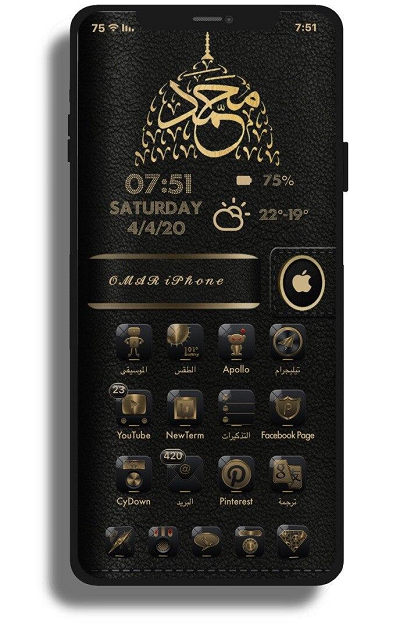 75
7:51
محمد
07:51
75%
SATURDAY
22°-19°
4/4/20
OMAR iPhone
الموسيقى
الطقس
Apollo
تيليجرام
23
YouTube
NewTerm
التذكيرات
Facebook Page
P
420
@
CyDown
البريد
Pinterest
ترجمة